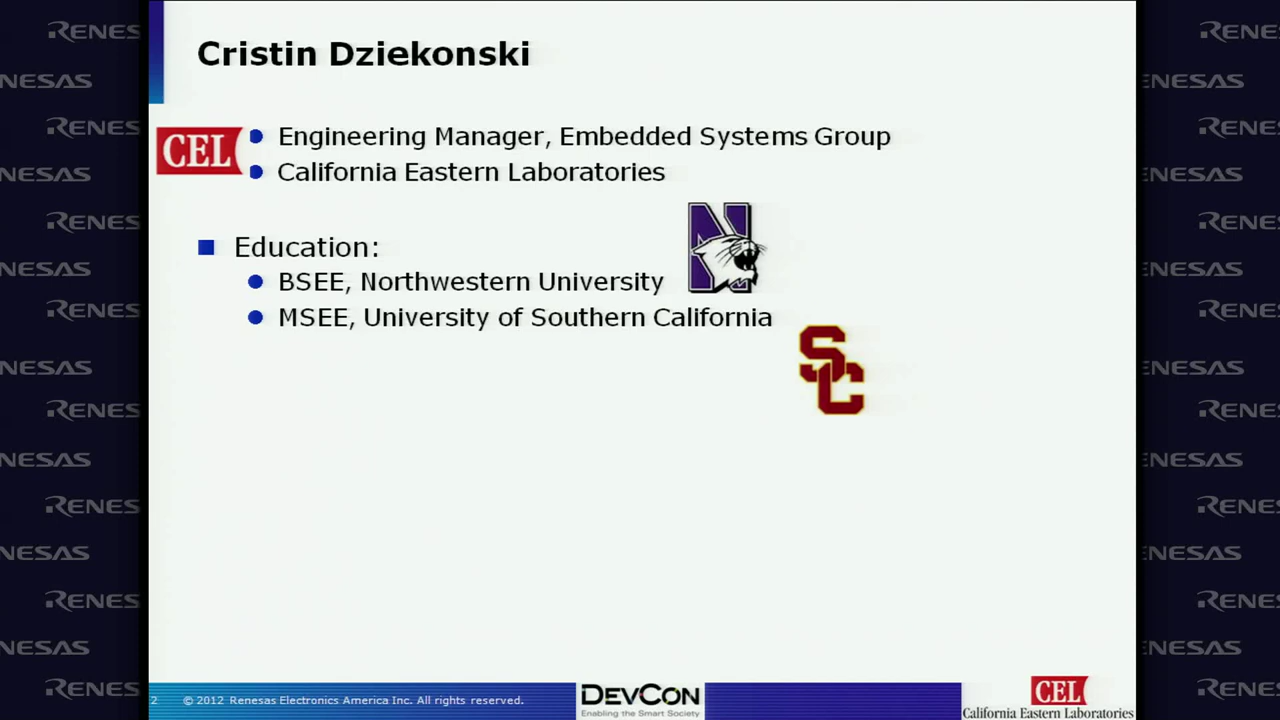 Cristin Dziekonski
CEL
Engineering Manager, Embedded Systems Group
California Eastern Laboratories
Education:
BSEE, Northwestern University
MSEE, University of Southern California
N
SC
2 © 2012 Renesas Electronics America Inc. All rights reserved.
DEVCON
Enabling the Smart Society
CEL
California Eastern Laboratories
RENESAS